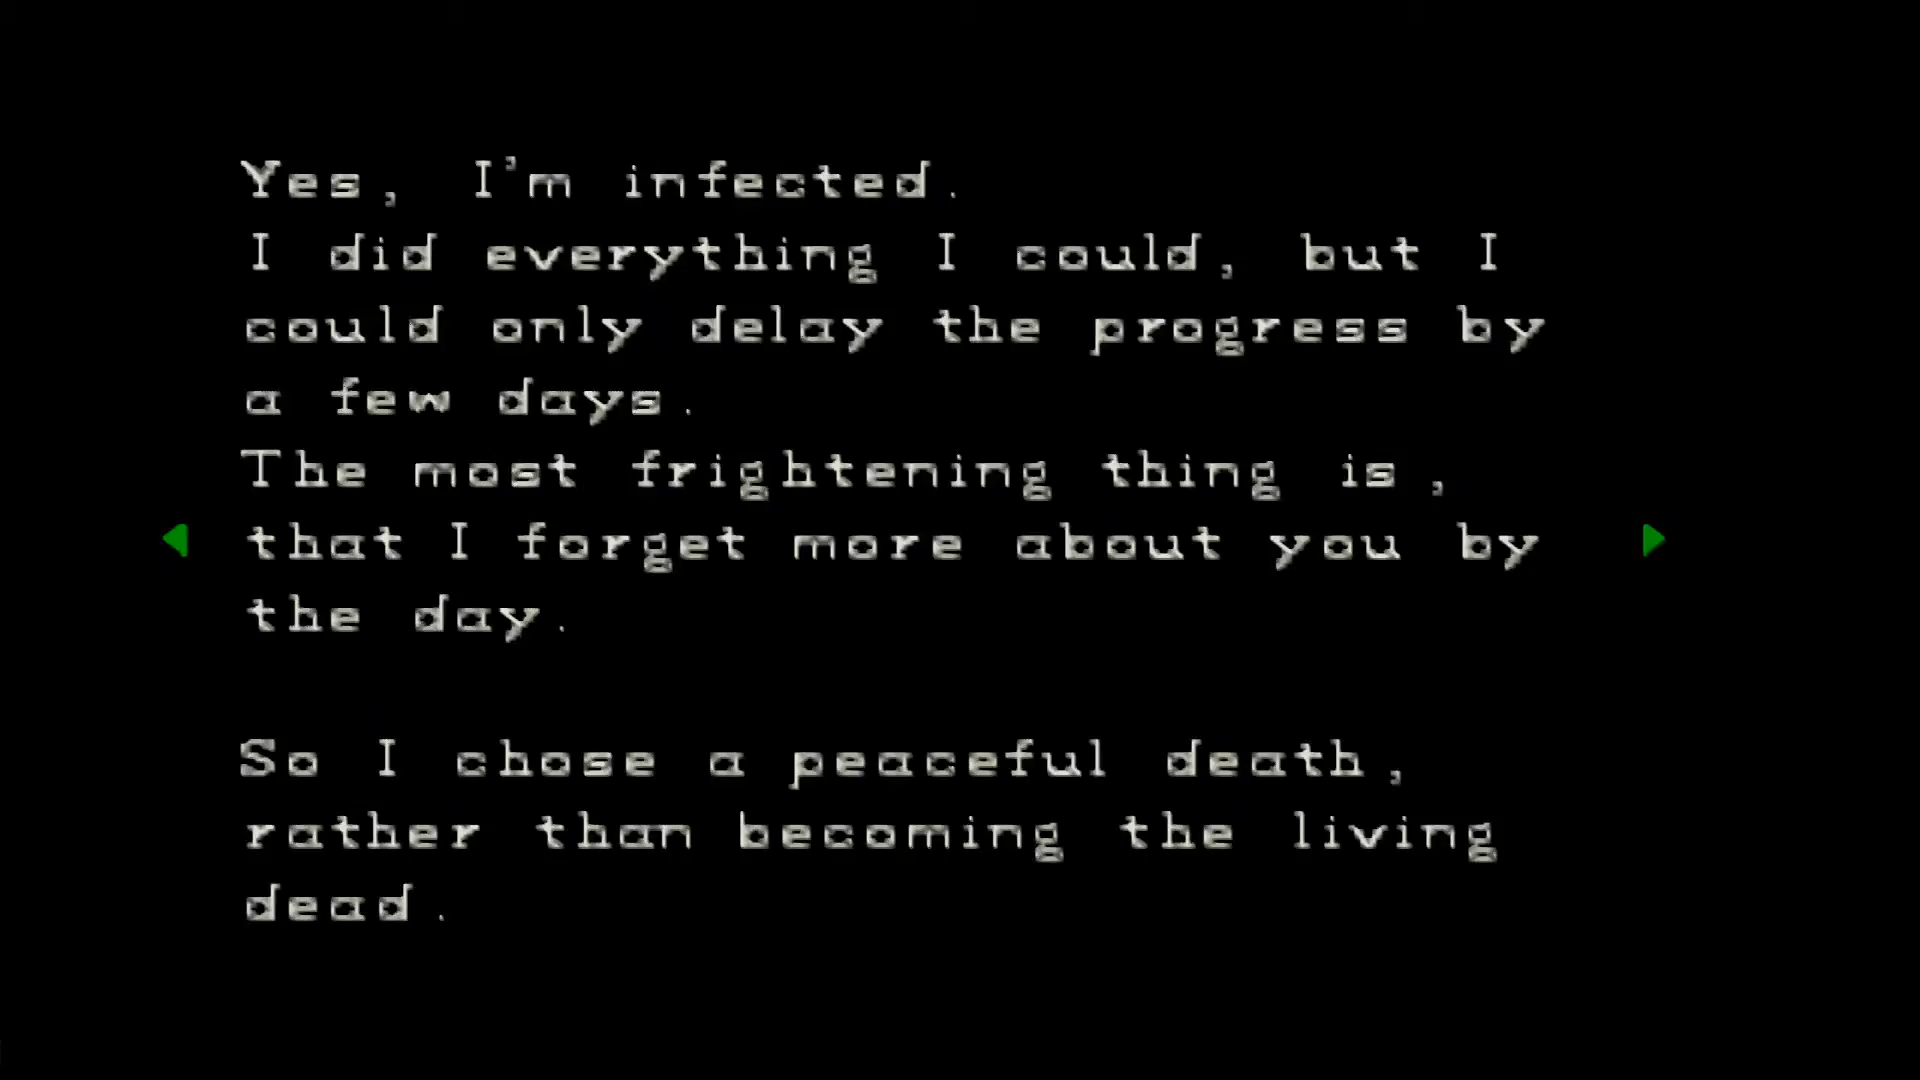 Yes, I'm infected.
I did everything I could, but I
could only delay the progress by
a few days.
The most frightening thing is,
that I forget more about you by
the day.
So I chose a peaceful death,
rather than becoming the living
dead.